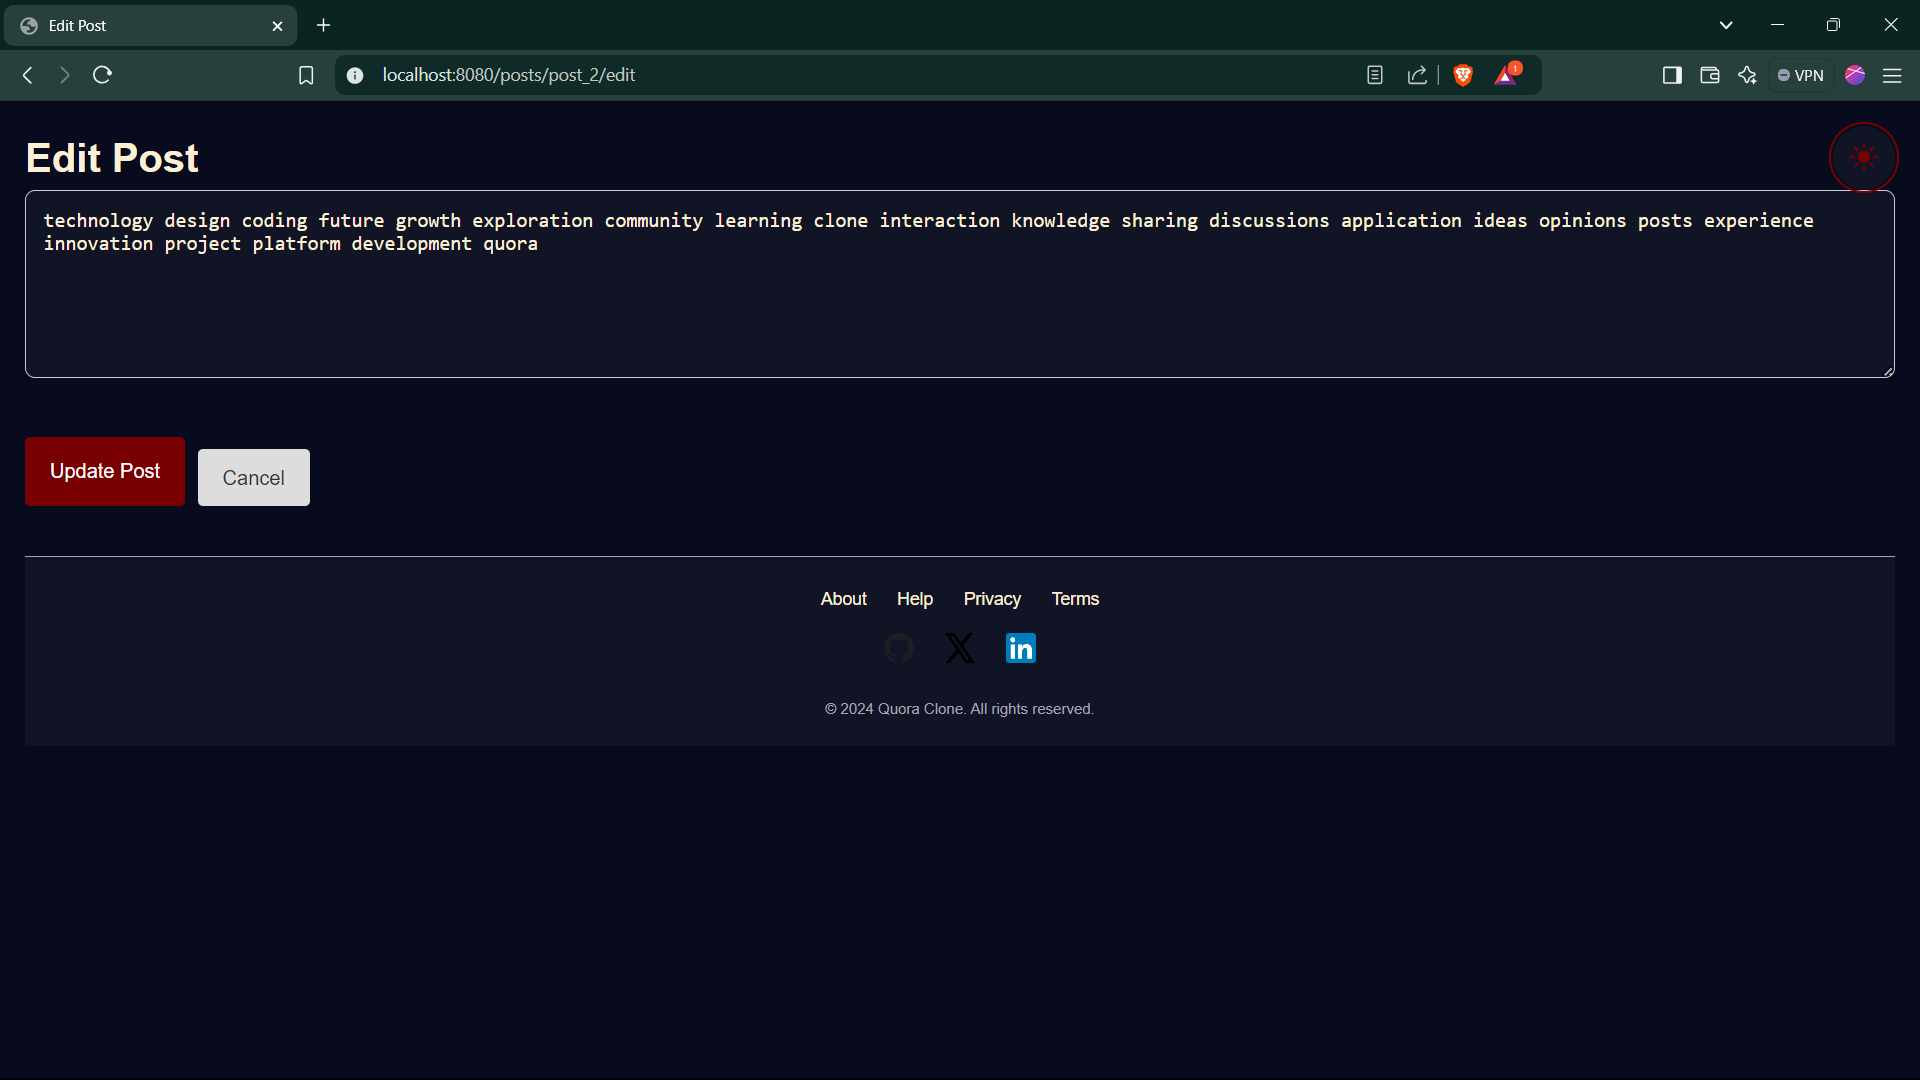 Edit Post
localhost:8080/posts/post_2/edit
1
VPN
Edit Post
technology design coding future growth exploration community learning clone interaction knowledge sharing discussions application ideas opinions posts experience
innovation project platform development quora
Update Post
Cancel
About Help Privacy Terms
X in
© 2024 Quora Clone. All rights reserved.